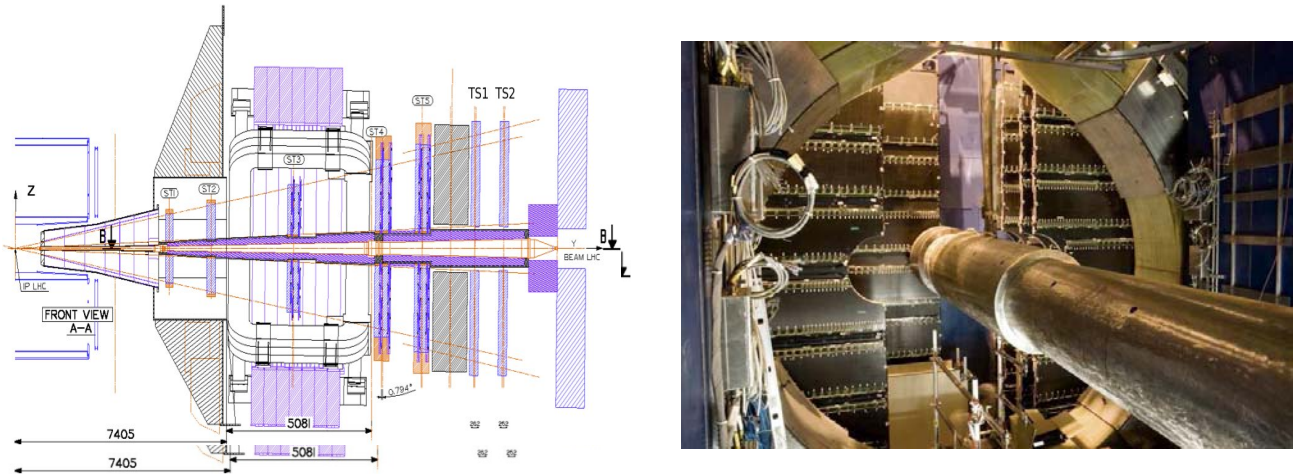 TS1 TS2
ST5
ST4
ST3
Z
ST1
ST2
B
B
Y
BEAM LHC
IP LHC
L
FRONT VIEW
A-A
0.794°
5081
7405
5081
7405